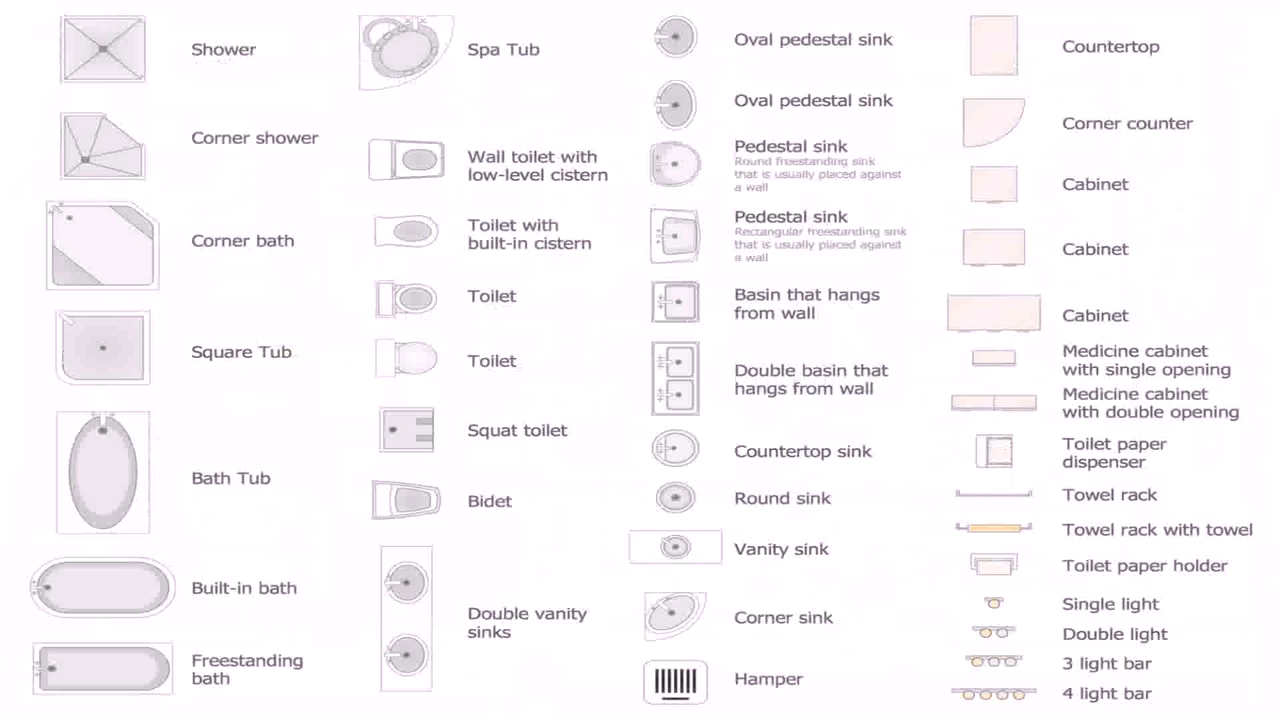 Shower
Corner shower
Corner bath
Square Tub
Bath Tub
Built-in bath
Freestanding
bath
Spa Tub
Wall toilet with
low-level cistern
Toilet with
built-in cistern
Toilet
Toilet
Squat toilet
Bidet
Double vanity
sinks
Oval pedestal sink
Oval pedestal sink
Pedestal sink
Round freestanding sink
that is usually placed against
a wall
Pedestal sink
Rectangular freestanding sink
that is usually placed against
a wall
Basin that hangs
from wall
Double basin that
hangs from wall
Countertop sink
Round sink
Vanity sink
Corner sink
Hamper
Countertop
Corner counter
Cabinet
Cabinet
Cabinet
Medicine cabinet
with single opening
Medicine cabinet
with double opening
Toilet paper
dispenser
Towel rack
Towel rack with towel
Toilet paper holder
Single light
Double light
3 light bar
4 light bar